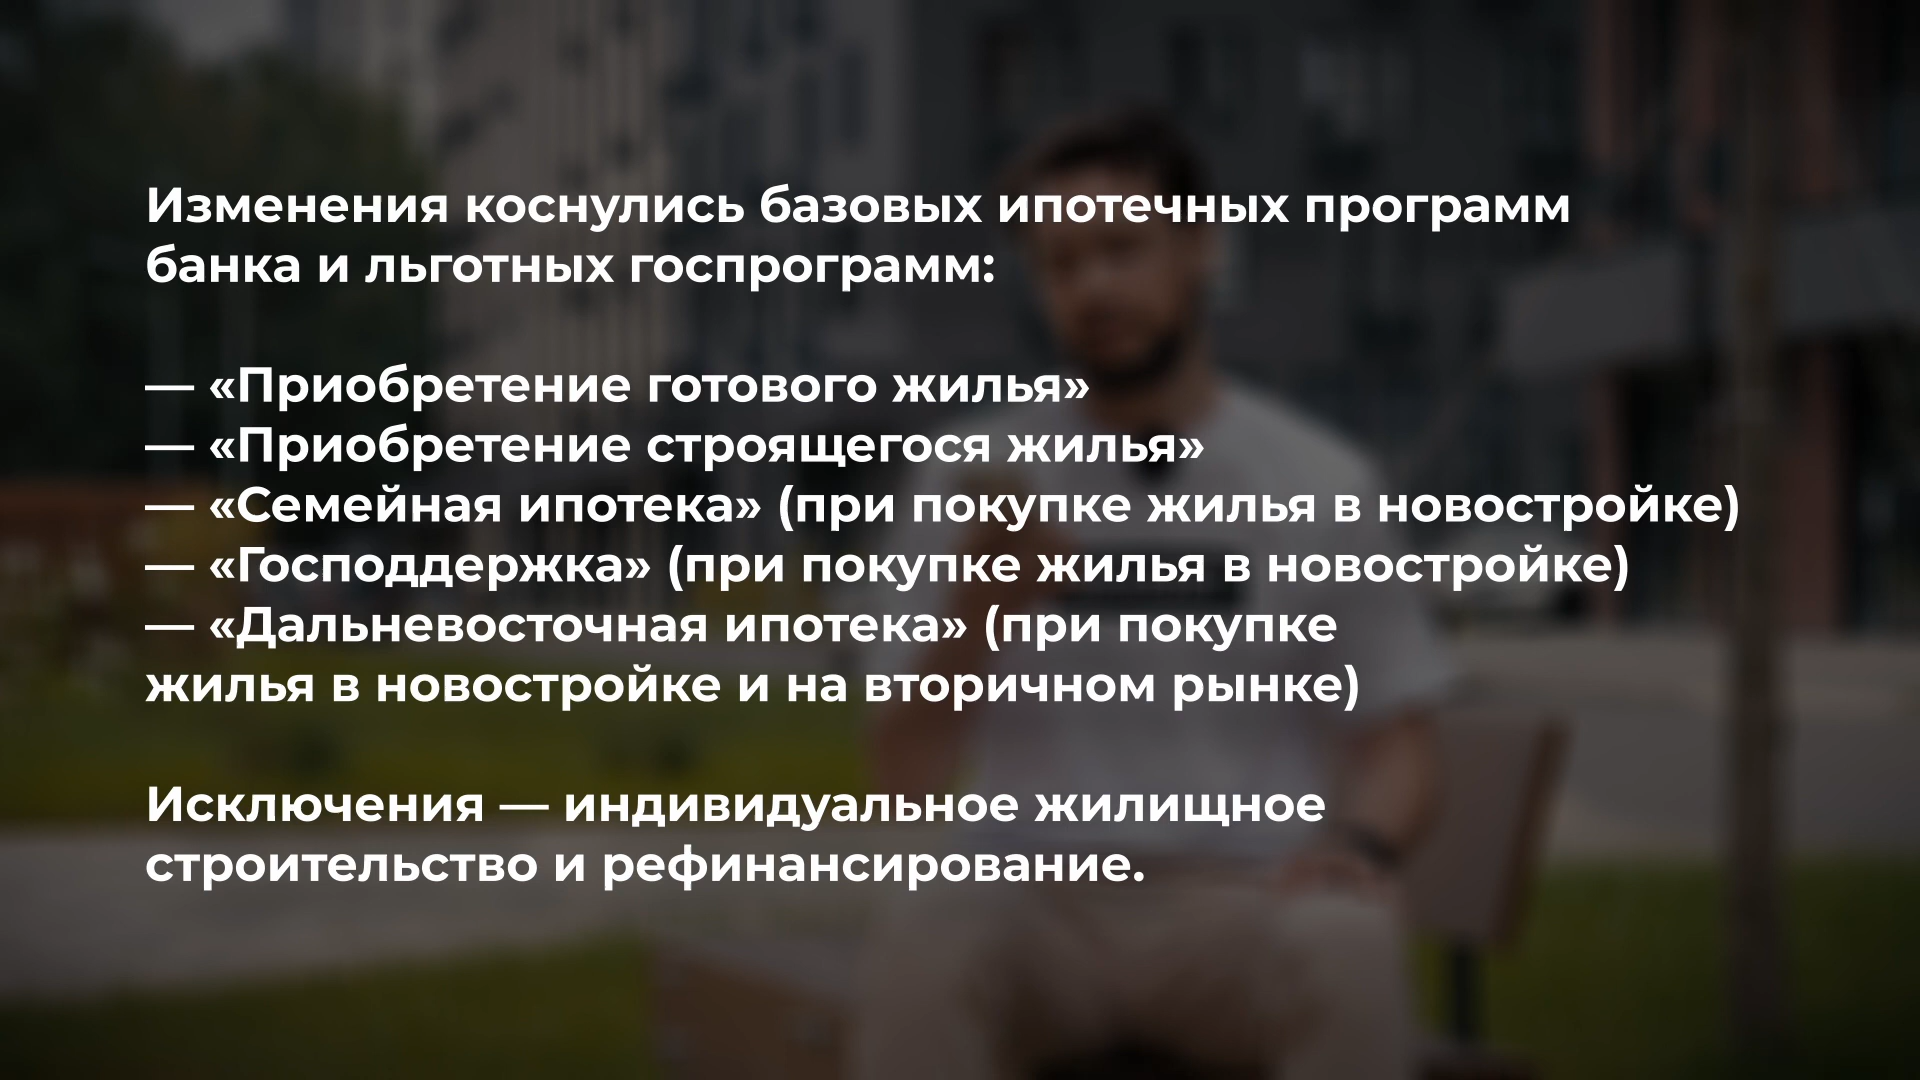 Изменения коснулись базовых ипотечных программ
банка и льготных госпрограмм:
— «Приобретение готового жилья»
— «Приобретение строящегося жилья»
— «Семейная ипотека» (при покупке жилья в новостройке)
— «Господдержка» (при покупке жилья в новостройке)
— «Дальневосточная ипотека» (при покупке
жилья в новостройке и на вторичном рынке)
Исключения — индивидуальное жилищное
строительство и рефинансирование.